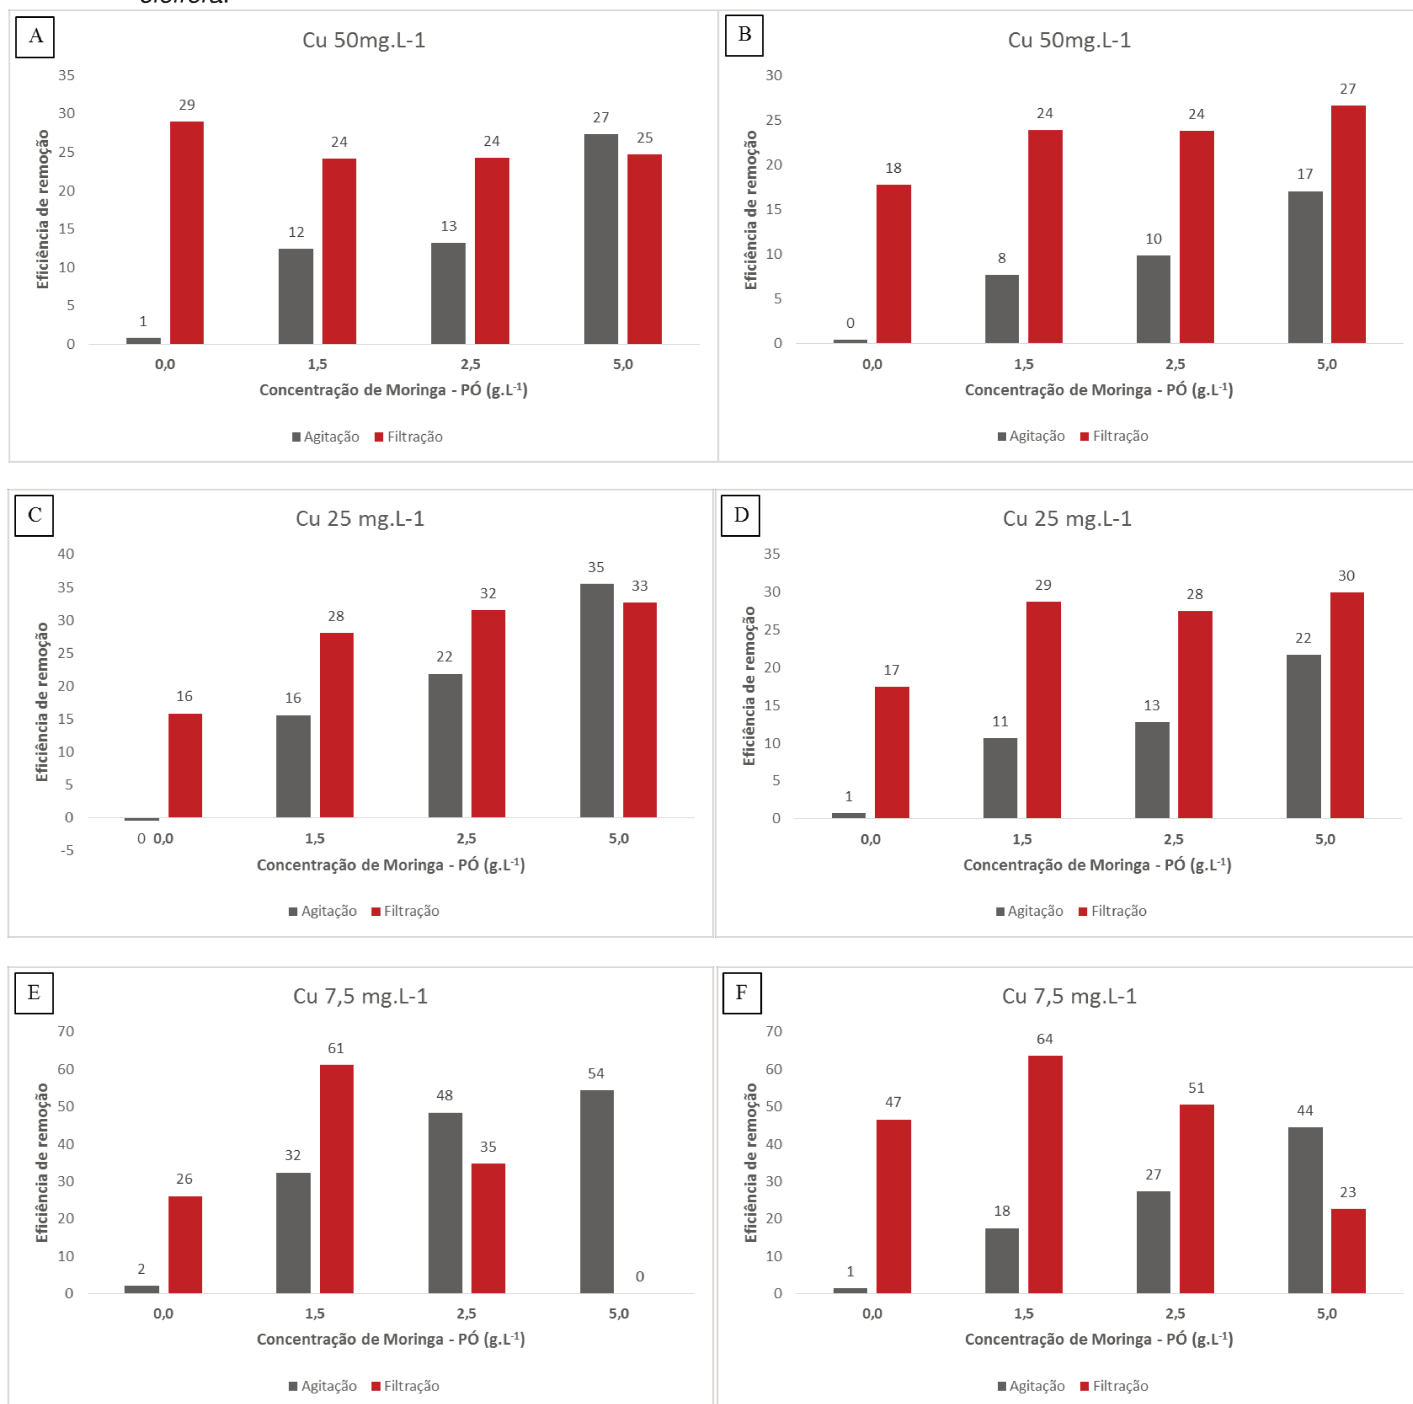 oleifera.
A
Cu 50mg.L-1
35
30
25
20
15
10
5
0
Eficiência de remoção
1
29
12
24
13
24
27
25
0,0 1,5 2,5 5,0
Concentração de Moringa - PÓ (g.L-1)
Agitação Filtração
B
Cu 50mg.L-1
30
25
20
15
10
5
0
Eficiência de remoção
0
18
8
24
10
24
17
27
0,0 1,5 2,5 5,0
Concentração de Moringa - PÓ (g.L-1)
Agitação Filtração
C
Cu 25 mg.L-1
40
35
30
25
20
15
10
5
0
-5
Eficiência de remoção
0
16
16
28
22
32
35
33
0,0 1,5 2,5 5,0
Concentração de Moringa - PÓ (g.L-1)
Agitação Filtração
D
Cu 25 mg.L-1
35
30
25
20
15
10
5
0
Eficiência de remoção
1
17
11
29
13
28
22
30
0,0 1,5 2,5 5,0
Concentração de Moringa - PÓ (g.L-1)
Agitação Filtração
E
Cu 7,5 mg.L-1
70
60
50
40
30
20
10
0
Eficiência de remoção
2
26
32
61
48
35
54
0
0,0 1,5 2,5 5,0
Concentração de Moringa - PÓ (g.L-1)
Agitação Filtração
F
Cu 7,5 mg.L-1
70
60
50
40
30
20
10
0
Eficiência de remoção
1
47
18
64
27
51
44
23
0,0 1,5 2,5 5,0
Concentração de Moringa - PÓ (g.L-1)
Agitação Filtração